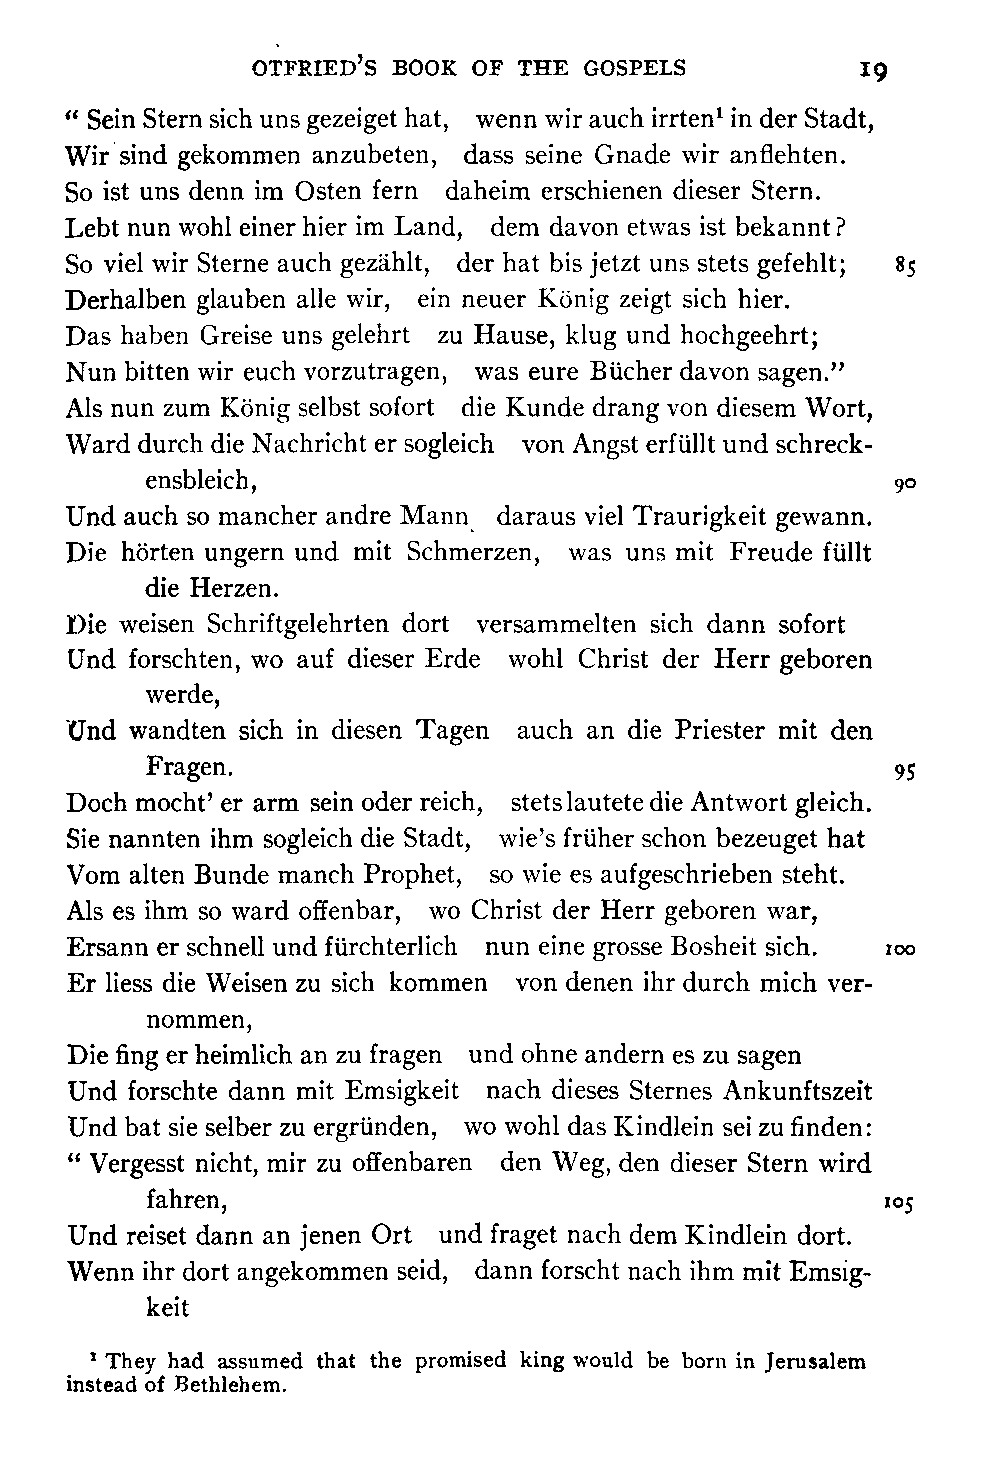 OTFRIED'S BOOK OF THE GOSPELS 19
“ Sein Stern sich uns gezeiget hat, wenn wir auch irrten¹ in der Stadt,
Wir sind gekommen anzubeten, dass seine Gnade wir anflehten.
So ist uns denn im Osten fern daheim erschienen dieser Stern.
Lebt nun wohl einer hier im Land, dem davon etwas ist bekannt?
So viel wir Sterne auch gezählt, der hat bis jetzt uns stets gefehlt; 85
Derhalben glauben alle wir, ein neuer König zeigt sich hier.
Das haben Greise uns gelehrt zu Hause, klug und hochgeehrt;
Nun bitten wir euch vorzutragen, was eure Bücher davon sagen.”
Als nun zum König selbst sofort die Kunde drang von diesem Wort,
Ward durch die Nachricht er sogleich von Angst erfüllt und schreck-
ensbleich, 90
Und auch so mancher andre Mann daraus viel Traurigkeit gewann.
Die hörten ungern und mit Schmerzen, was uns mit Freude füllt
die Herzen.
Die weisen Schriftgelehrten dort versammelten sich dann sofort
Und forschten, wo auf dieser Erde wohl Christ der Herr geboren
werde,
Und wandten sich in diesen Tagen auch an die Priester mit den
Fragen. 95
Doch mocht' er arm sein oder reich, stets lautete die Antwort gleich.
Sie nannten ihm sogleich die Stadt, wie's früher schon bezeuget hat
Vom alten Bunde manch Prophet, so wie es aufgeschrieben steht.
Als es ihm so ward offenbar, wo Christ der Herr geboren war,
Ersann er schnell und fürchterlich nun eine grosse Bosheit sich. 100
Er liess die Weisen zu sich kommen von denen ihr durch mich ver-
nommen,
Die fing er heimlich an zu fragen und ohne andern es zu sagen
Und forschte dann mit Emsigkeit nach dieses Sternes Ankunftszeit
Und bat sie selber zu ergründen, wo wohl das Kindlein sei zu finden:
“ Vergesst nicht, mir zu offenbaren den Weg, den dieser Stern wird
fahren, 105
Und reiset dann an jenen Ort und fraget nach dem Kindlein dort.
Wenn ihr dort angekommen seid, dann forscht nach ihm mit Emsig-
keit
¹ They had assumed that the promised king would be born in Jerusalem
instead of Bethlehem.